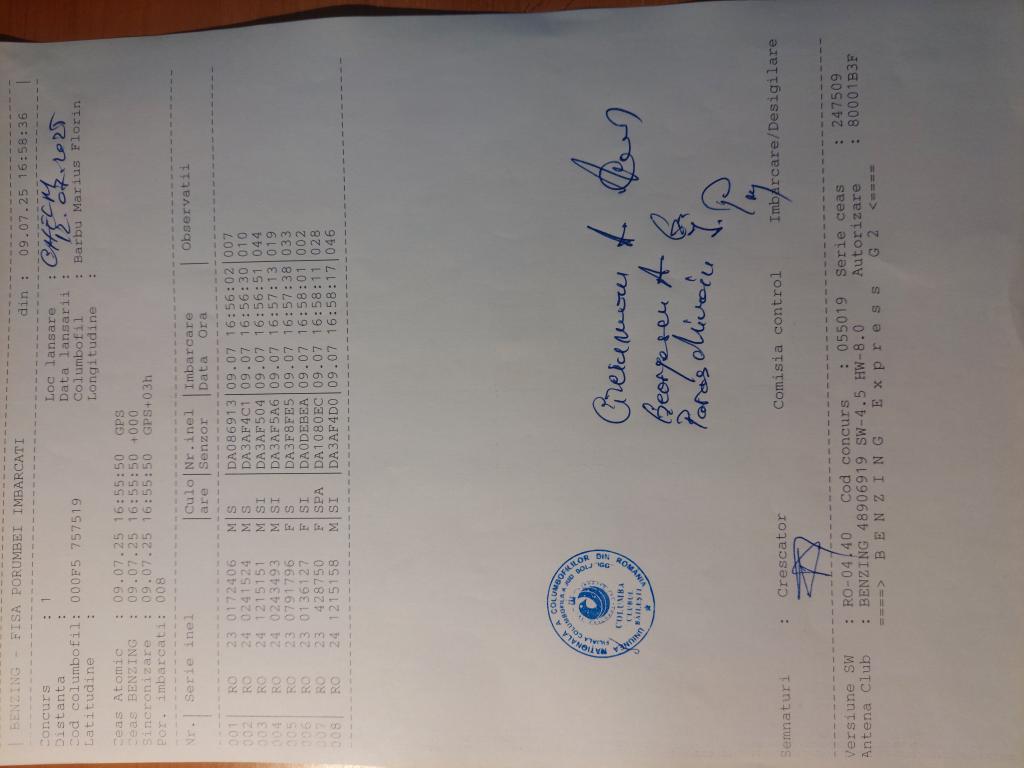 | BENZING - FISA PORUMBEI IMBARCATI din : 09.07.25 16:58:36 |
Concurs : 1 Loc lansare :
Distanta : Data lansarii : .07.2025
Cod columbofil: 000F5 757519 Columbofil : Barbu Marius Florin
Latitudine : Longitudine :
Ceas Atomic : 09.07.25 16:55:50 GPS
Ceas BENZING : 09.07.25 16:55:50 +000
Sincronizare : 09.07.25 16:55:50 GPS+03h
Por. imbarcati: 008
Nr.| Serie inel |Culo|Nr.inel |Imbarcare | Observatii
| |are |Senzor |Data Ora |
001| RO 23 0172466 M S |DA086913|09.07 16:56:02|007
002| RO 24 0241524 M S |DA3AF4C1|09.07 16:56:30|010
003| RO 24 1215151 M SI |DA3AF504|09.07 16:56:51|044
004| RO 24 0243493 M SI |DA3AF5A6|09.07 16:57:13|019
005| RO 23 0791796 F S |DA3FBFE5|09.07 16:57:38|033
006| RO 23 0136127 F SI |DA0DEBEA|09.07 16:58:01|002
007| RO 23 428750 F SPA |DA1080EC|09.07 16:58:11|028
008| RO 24 1215158 M SI |DA3AF4D0|09.07 16:58:17|046
UNIUNEA NATIONALA A COLUMBOFILILOR DIN ROMANIA
COLUMBA
CLUBUL
BĂILEŞTI
Georgescu A
Semnaturi : Crescator Comisia control Imbarcare/Desigilare
Versiune SW : RO-04.40 Cod concurs : 055019 Serie ceas : 247509
Antena Club : BENZING 48906919 SW-4.5 HW-8.0 Autorizare : 80001B3F
====> B E N Z I N G E x p r e s s G 2 <====